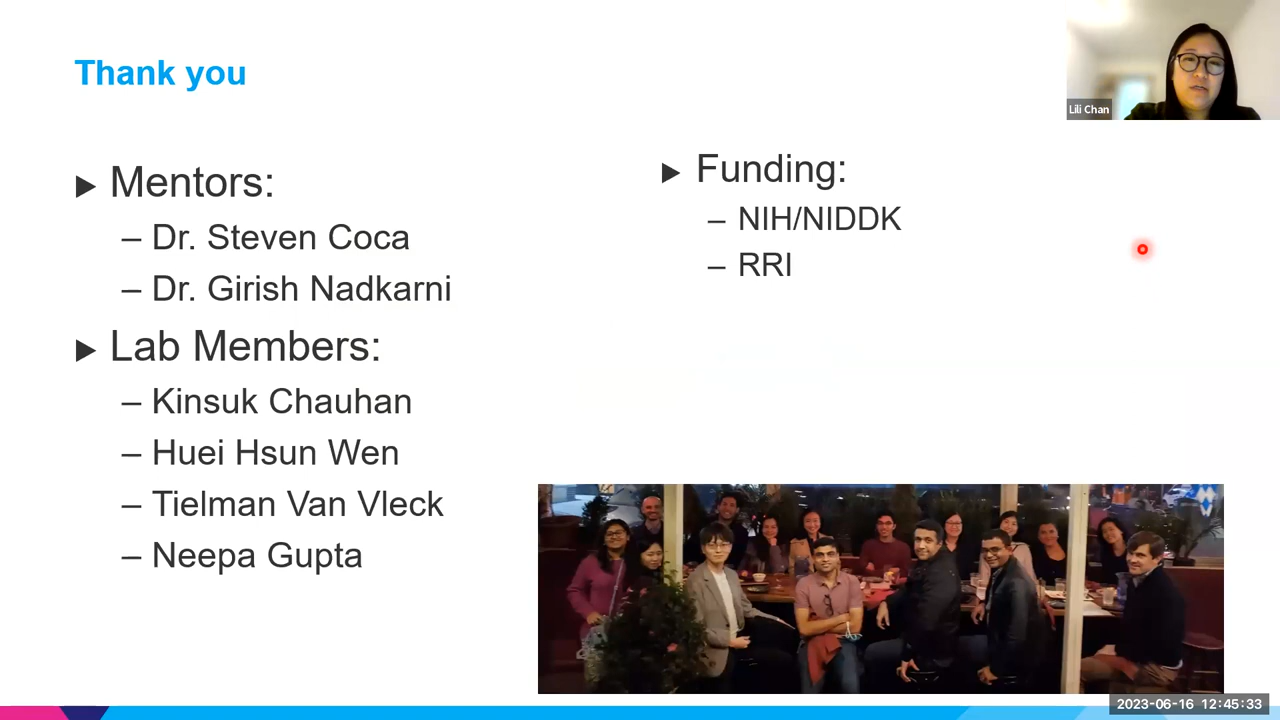 Thank you
Lili Chan
Mentors:
– Dr. Steven Coca
– Dr. Girish Nadkarni
Lab Members:
– Kinsuk Chauhan
– Huei Hsun Wen
– Tielman Van Vleck
– Neepa Gupta
Funding:
– NIH/NIDDK
– RRI
2023-06-16 12:45:33